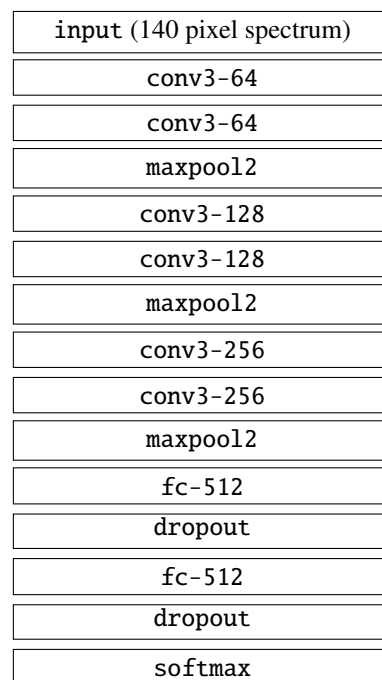 input (140 pixel spectrum)
conv3-64
conv3-64
maxpool2
conv3-128
conv3-128
maxpool2
conv3-256
conv3-256
maxpool2
fc-512
dropout
fc-512
dropout
softmax